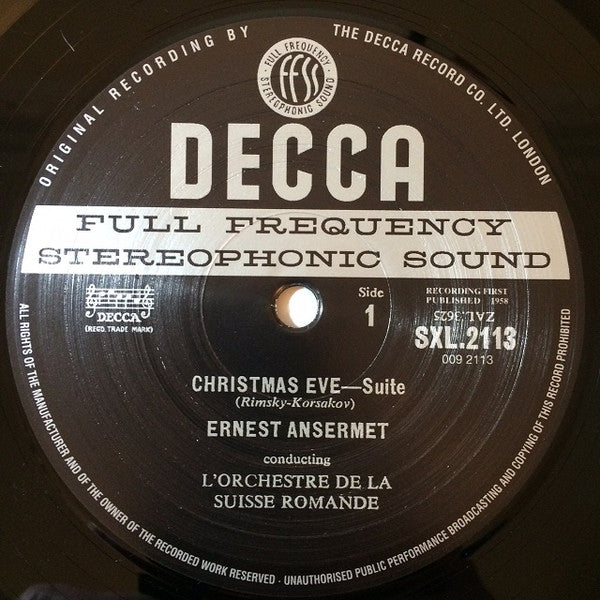 ORIGINAL RECORDING BY
THE DECCA RECORD CO. LTD. LONDON
FULL FREQUENCY
ffss
STEREOPHONIC SOUND
DECCA
FULL FREQUENCY
STEREOPHONIC SOUND
DECCA
(REGD. TRADE MARK)
Side
1
RECORDING FIRST
PUBLISHED 1958
ZAL.3625
SXL.2113
009 2113
CHRISTMAS EVE—Suite
(Rimsky-Korsakov)
ERNEST ANSERMET
conducting
L'ORCHESTRE DE LA
SUISSE ROMANDE
ALL RIGHTS OF THE MANUFACTURER AND OF THE OWNER OF THE RECORDED WORK RESERVED · UNAUTHORISED PUBLIC PERFORMANCE BROADCASTING AND COPYING OF THIS RECORD PROHIBITED